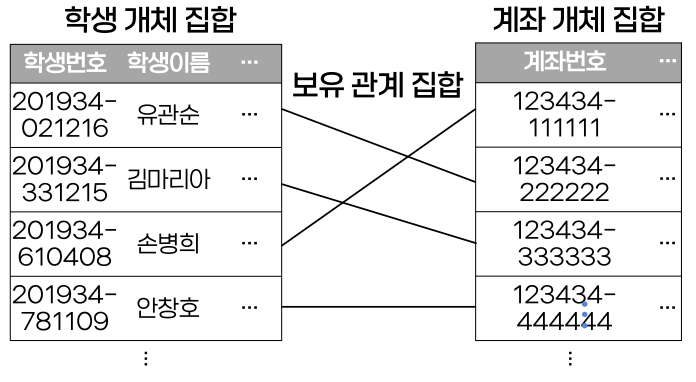 학생 개체 집합
학생번호 학생이름 ...
201934-
021216 유관순 ...
201934-
331215 김마리아 ...
201934-
610408 손병희 ...
201934-
781109 안창호 ...
보유 관계 집합
계좌 개체 집합
계좌번호 ...
123434-
111111 ...
123434-
222222 ...
123434-
333333 ...
123434-
444444 ...